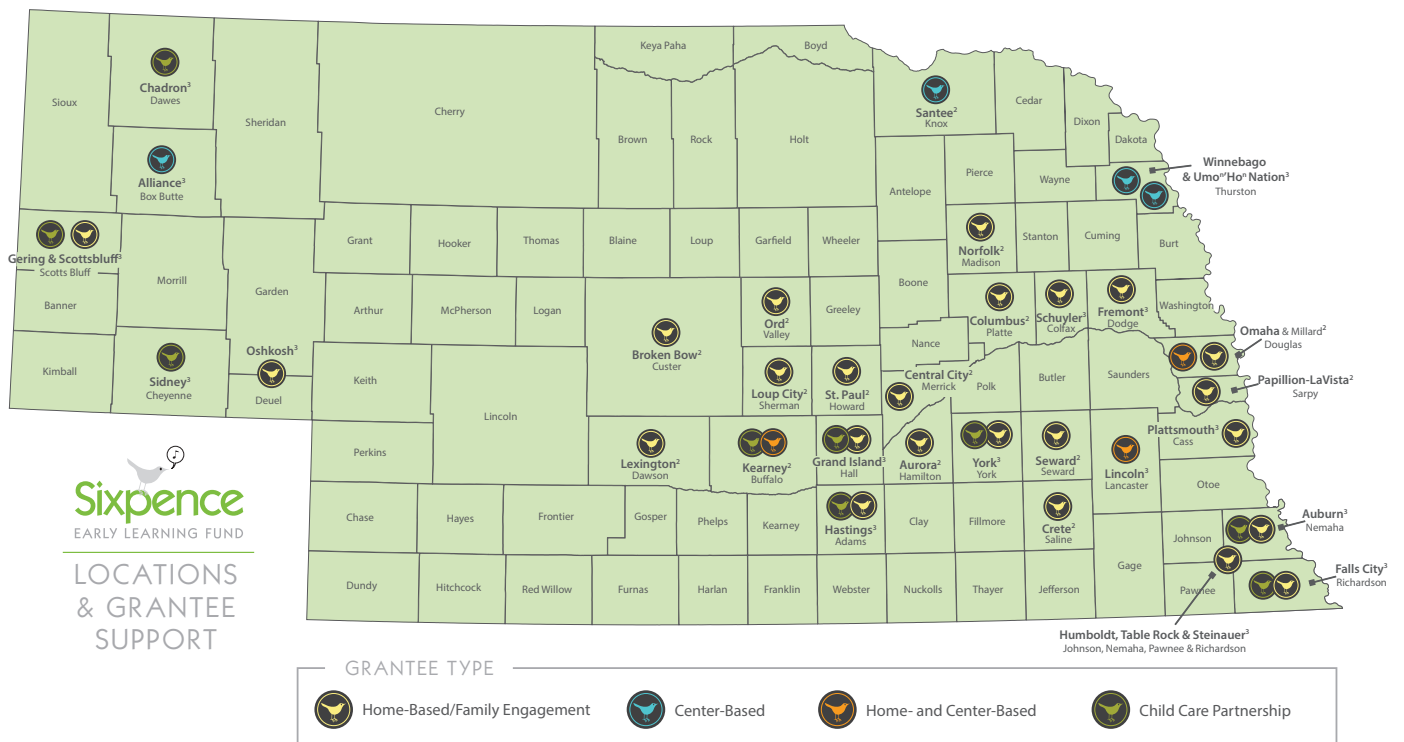 Keya Paha
Boyd
Chadron³
Dawes
Sioux
Sheridan
Cherry
Brown
Rock
Holt
Santee²
Knox
Cedar
Dixon
Dakota
Winnebago
& Umoⁿ'Hoⁿ Nation³
Thurston
Alliance³
Box Butte
Antelope
Pierce
Wayne
Gering & Scottsbluff³
Scotts Bluff
Banner
Morrill
Garden
Grant
Hooker
Thomas
Blaine
Loup
Garfield
Wheeler
Norfolk²
Madison
Stanton
Cuming
Burt
Boone
Arthur
McPherson
Logan
Broken Bow²
Custer
Ord²
Valley
Greeley
Columbus²
Platte
Schuyler³
Colfax
Fremont³
Dodge
Washington
Omaha & Millard²
Douglas
Nance
Kimball
Sidney³
Cheyenne
Oshkosh³
Deuel
Keith
Lincoln
Loup City²
Sherman
St. Paul²
Howard
Central City²
Merrick
Polk
Butler
Saunders
Papillion-LaVista²
Sarpy
Perkins
Lexington²
Dawson
Kearney²
Buffalo
Grand Island³
Hall
Aurora²
Hamilton
York³
York
Seward²
Seward
Lincoln³
Lancaster
Plattsmouth³
Cass
Otoe
Chase
Hayes
Frontier
Gosper
Phelps
Kearney
Hastings³
Adams
Clay
Fillmore
Crete²
Saline
Gage
Johnson
Auburn³
Nemaha
Dundy
Hitchcock
Red Willow
Furnas
Harlan
Franklin
Webster
Nuckolls
Thayer
Jefferson
Pawnee
Falls City³
Richardson
Humboldt, Table Rock & Steinauer³
Johnson, Nemaha, Pawnee & Richardson
Sixpence
EARLY LEARNING FUND
LOCATIONS
& GRANTEE
SUPPORT
GRANTEE TYPE
Home-Based/Family Engagement
Center-Based
Home- and Center-Based
Child Care Partnership